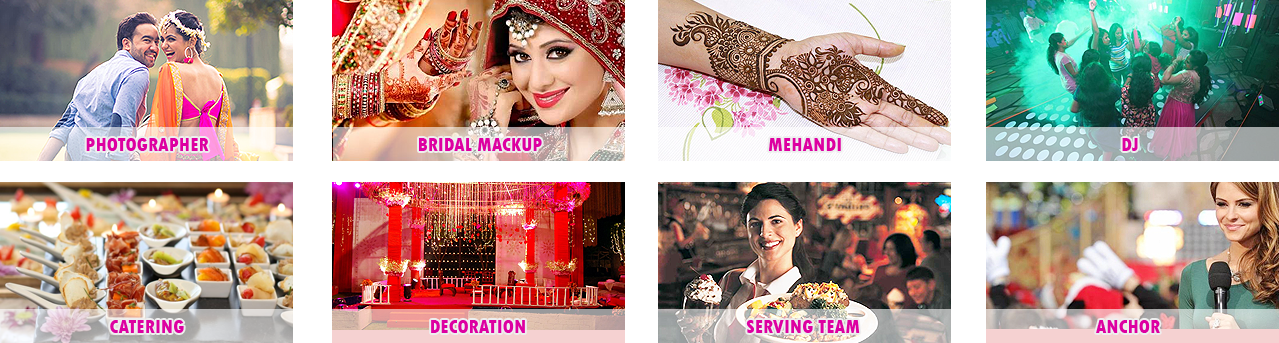 PHOTOGRAPHER
BRIDAL MACKUP
MEHANDI
DJ
CATERING
DECORATION
SERVING TEAM
ANCHOR